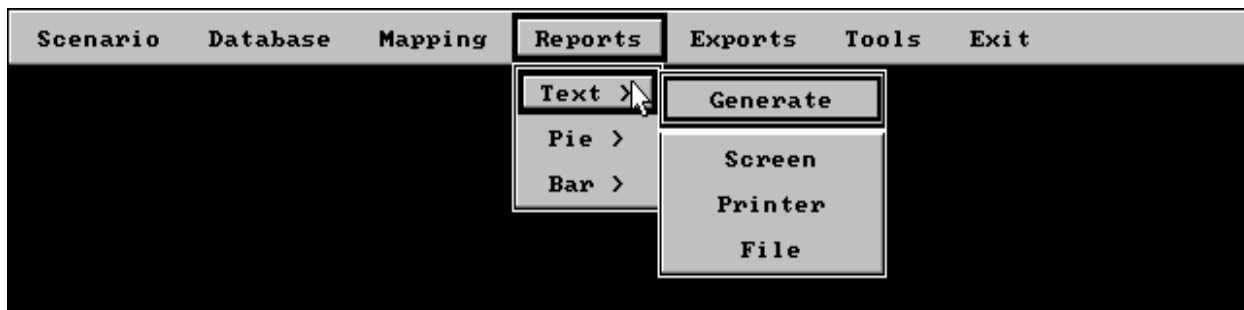 Scenario Database Mapping Reports Exports Tools Exit
Text > Generate
Pie >
Screen
Bar >
Printer
File